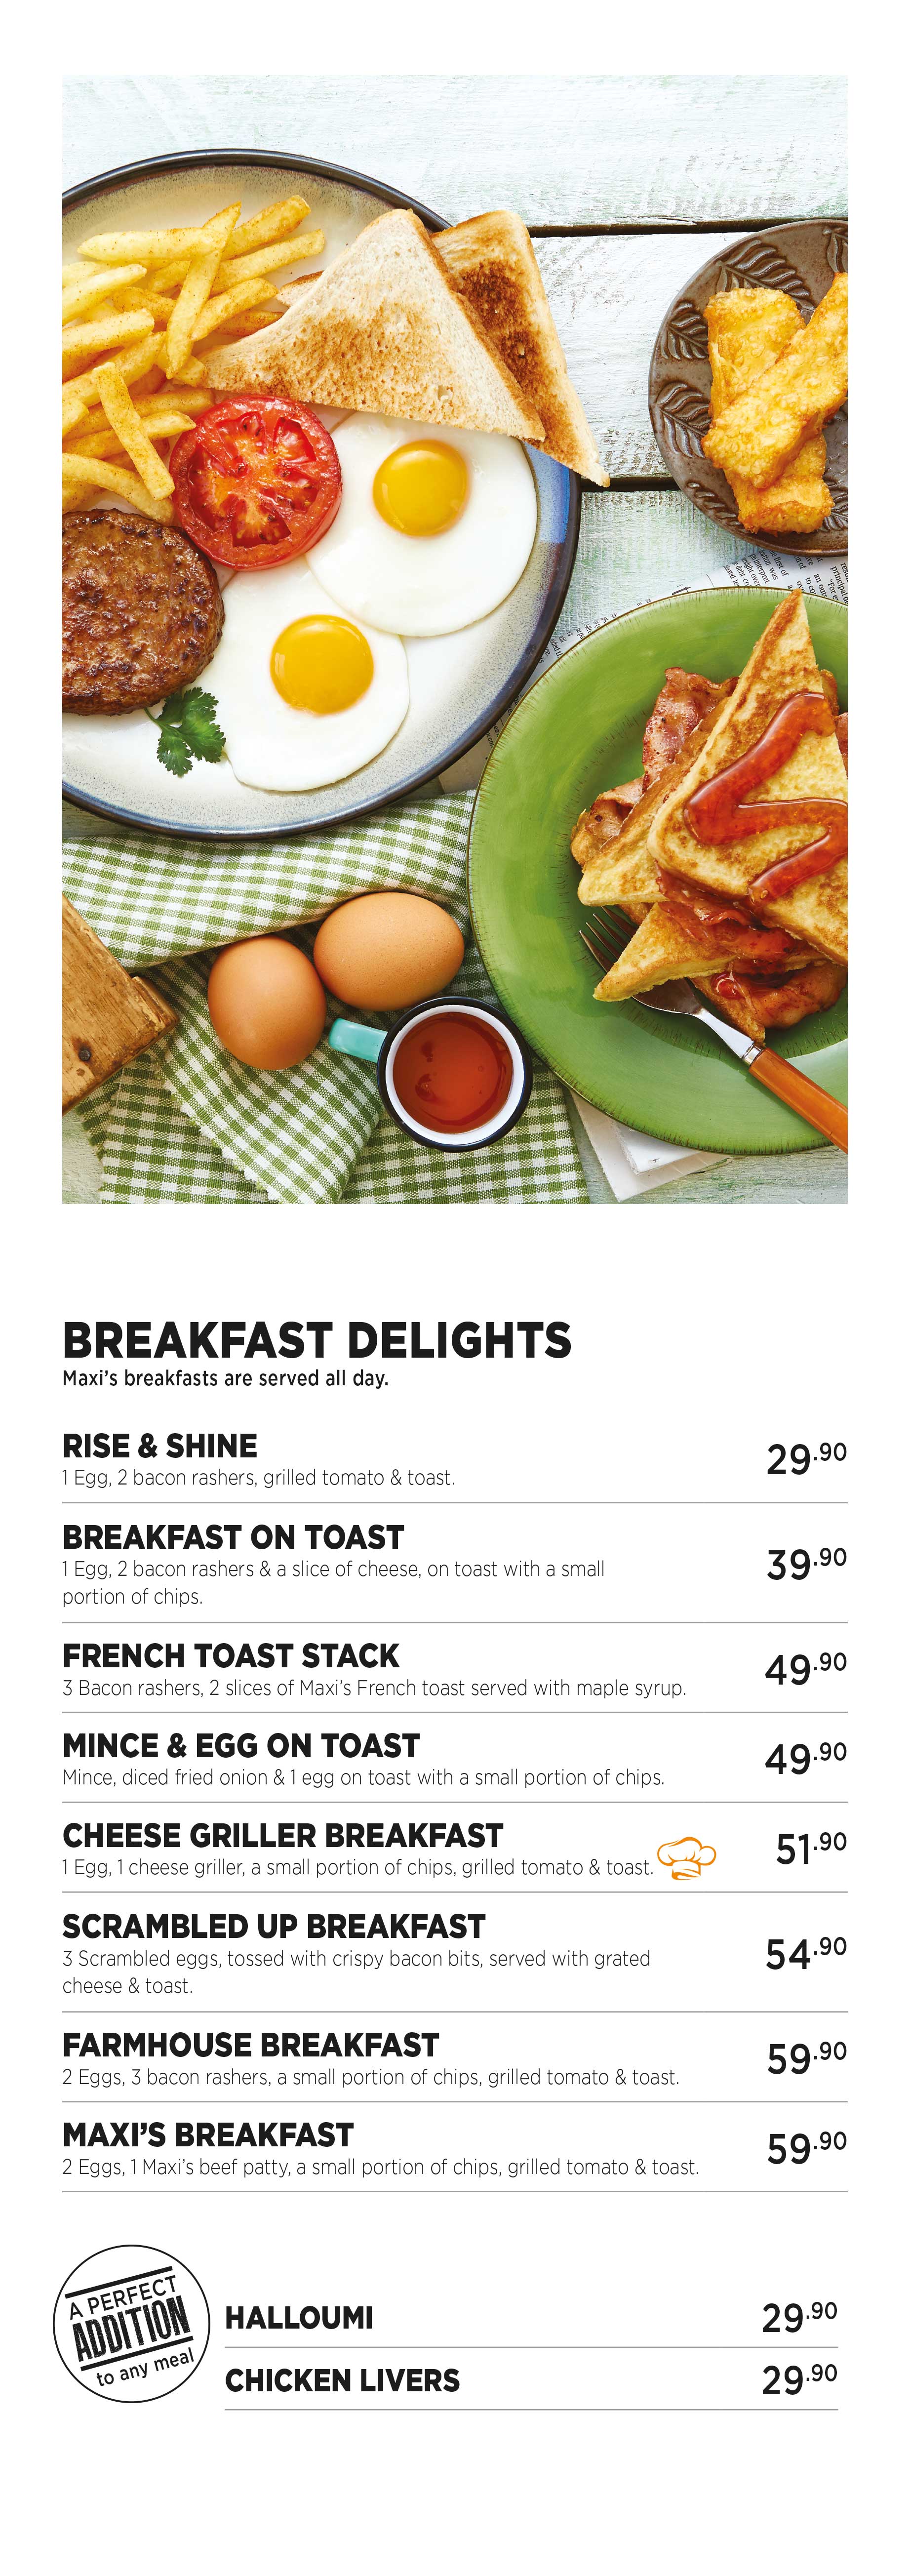 BREAKFAST DELIGHTS
Maxi's breakfasts are served all day.
RISE & SHINE
29.90
1 Egg, 2 bacon rashers, grilled tomato & toast.
BREAKFAST ON TOAST
39.90
1 Egg, 2 bacon rashers & a slice of cheese, on toast with a small
portion of chips.
FRENCH TOAST STACK
49.90
3 Bacon rashers, 2 slices of Maxi's French toast served with maple syrup.
MINCE & EGG ON TOAST
49.90
Mince, diced fried onion & 1 egg on toast with a small portion of chips.
CHEESE GRILLER BREAKFAST
51.90
1 Egg, 1 cheese griller, a small portion of chips, grilled tomato & toast.
SCRAMBLED UP BREAKFAST
54.90
3 Scrambled eggs, tossed with crispy bacon bits, served with grated
cheese & toast.
FARMHOUSE BREAKFAST
59.90
2 Eggs, 3 bacon rashers, a small portion of chips, grilled tomato & toast.
MAXI'S BREAKFAST
59.90
2 Eggs, 1 Maxi's beef patty, a small portion of chips, grilled tomato & toast.
A PERFECT
ADDITION
to any meal
HALLOUMI
29.90
CHICKEN LIVERS
29.90